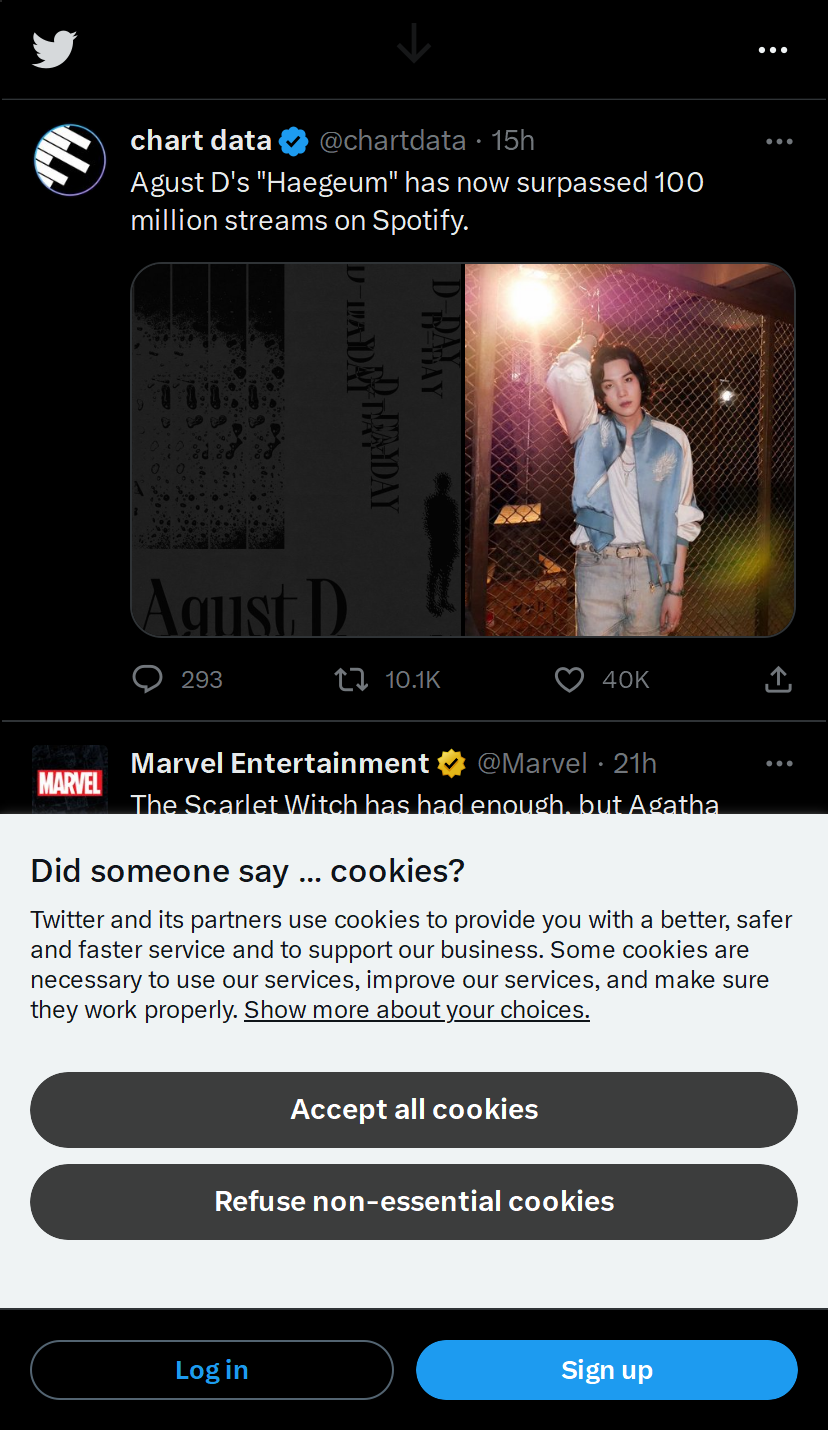 chart data @chartdata · 15h
Agust D's "Haegeum" has now surpassed 100
million streams on Spotify.
D-DAY
D-DAY
D-DAY
D-DAY
Agust D
293 10.1K 40K
Marvel Entertainment @Marvel · 21h
MARVEL
The Scarlet Witch has had enough, but Agatha
Did someone say … cookies?
Twitter and its partners use cookies to provide you with a better, safer
and faster service and to support our business. Some cookies are
necessary to use our services, improve our services, and make sure
they work properly. Show more about your choices.
Accept all cookies
Refuse non-essential cookies
Log in Sign up